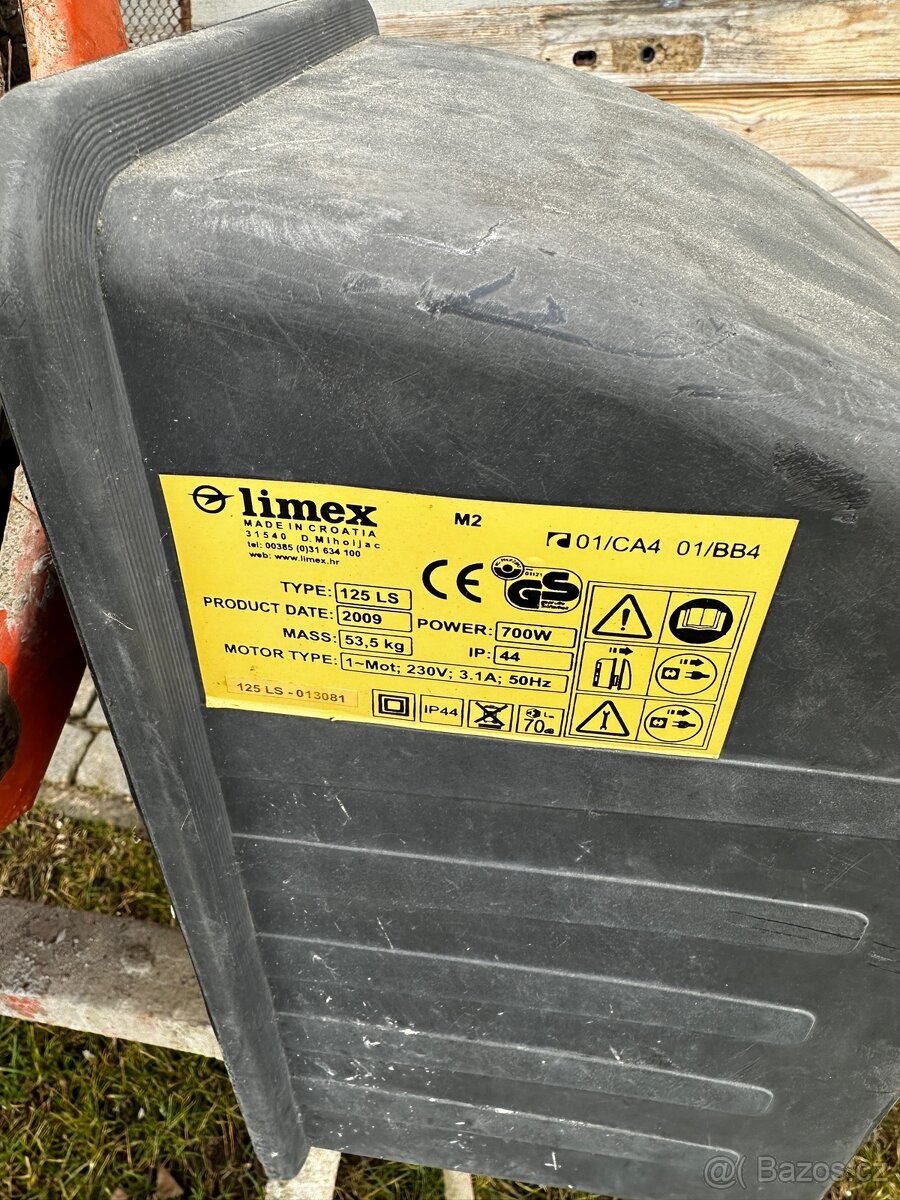 limex
MADE IN CROATIA
31540 D.Miholjac
tel: 00385 (0)31 634 100
web: www.limex.hr
M2
01/CA4 01/BB4
TYPE: 125 LS
PRODUCT DATE: 2009
MASS: 53,5 kg
POWER: 700W
IP: 44
MOTOR TYPE: 1~Mot; 230V; 3.1A; 50Hz
CE
01121
GS
125 LS - 013081
IP44
70dB
@ Bazos.cz